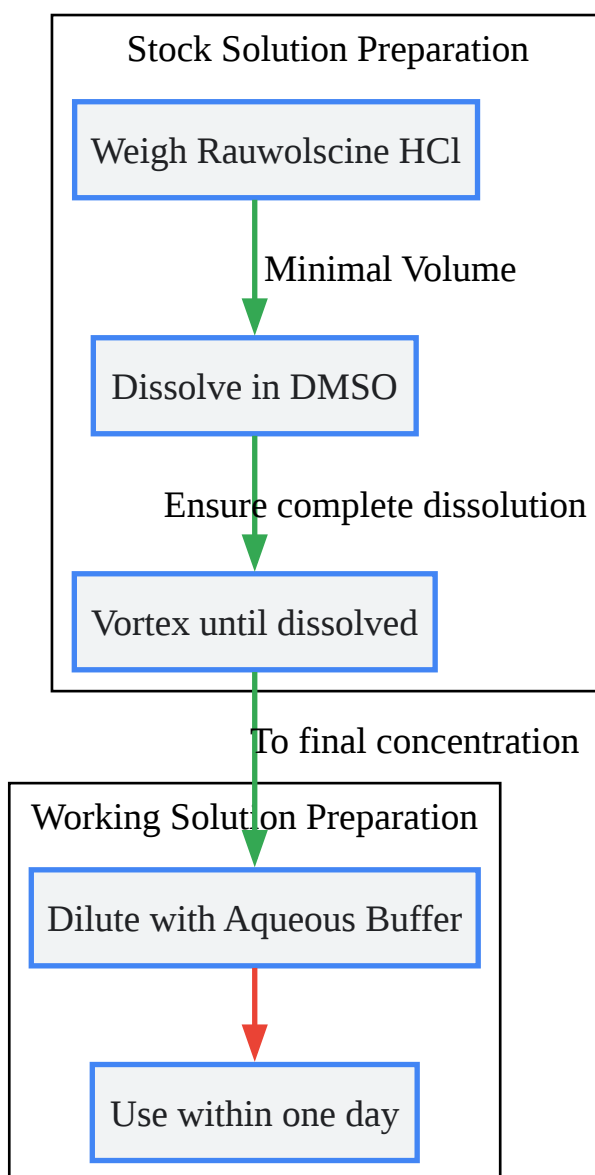 Stock Solution Preparation
Weigh Rauwolscine HCl
Minimal Volume
Dissolve in DMSO
Ensure complete dissolution
Vortex until dissolved
To final concentration
Working Solution Preparation
Dilute with Aqueous Buffer
Use within one day